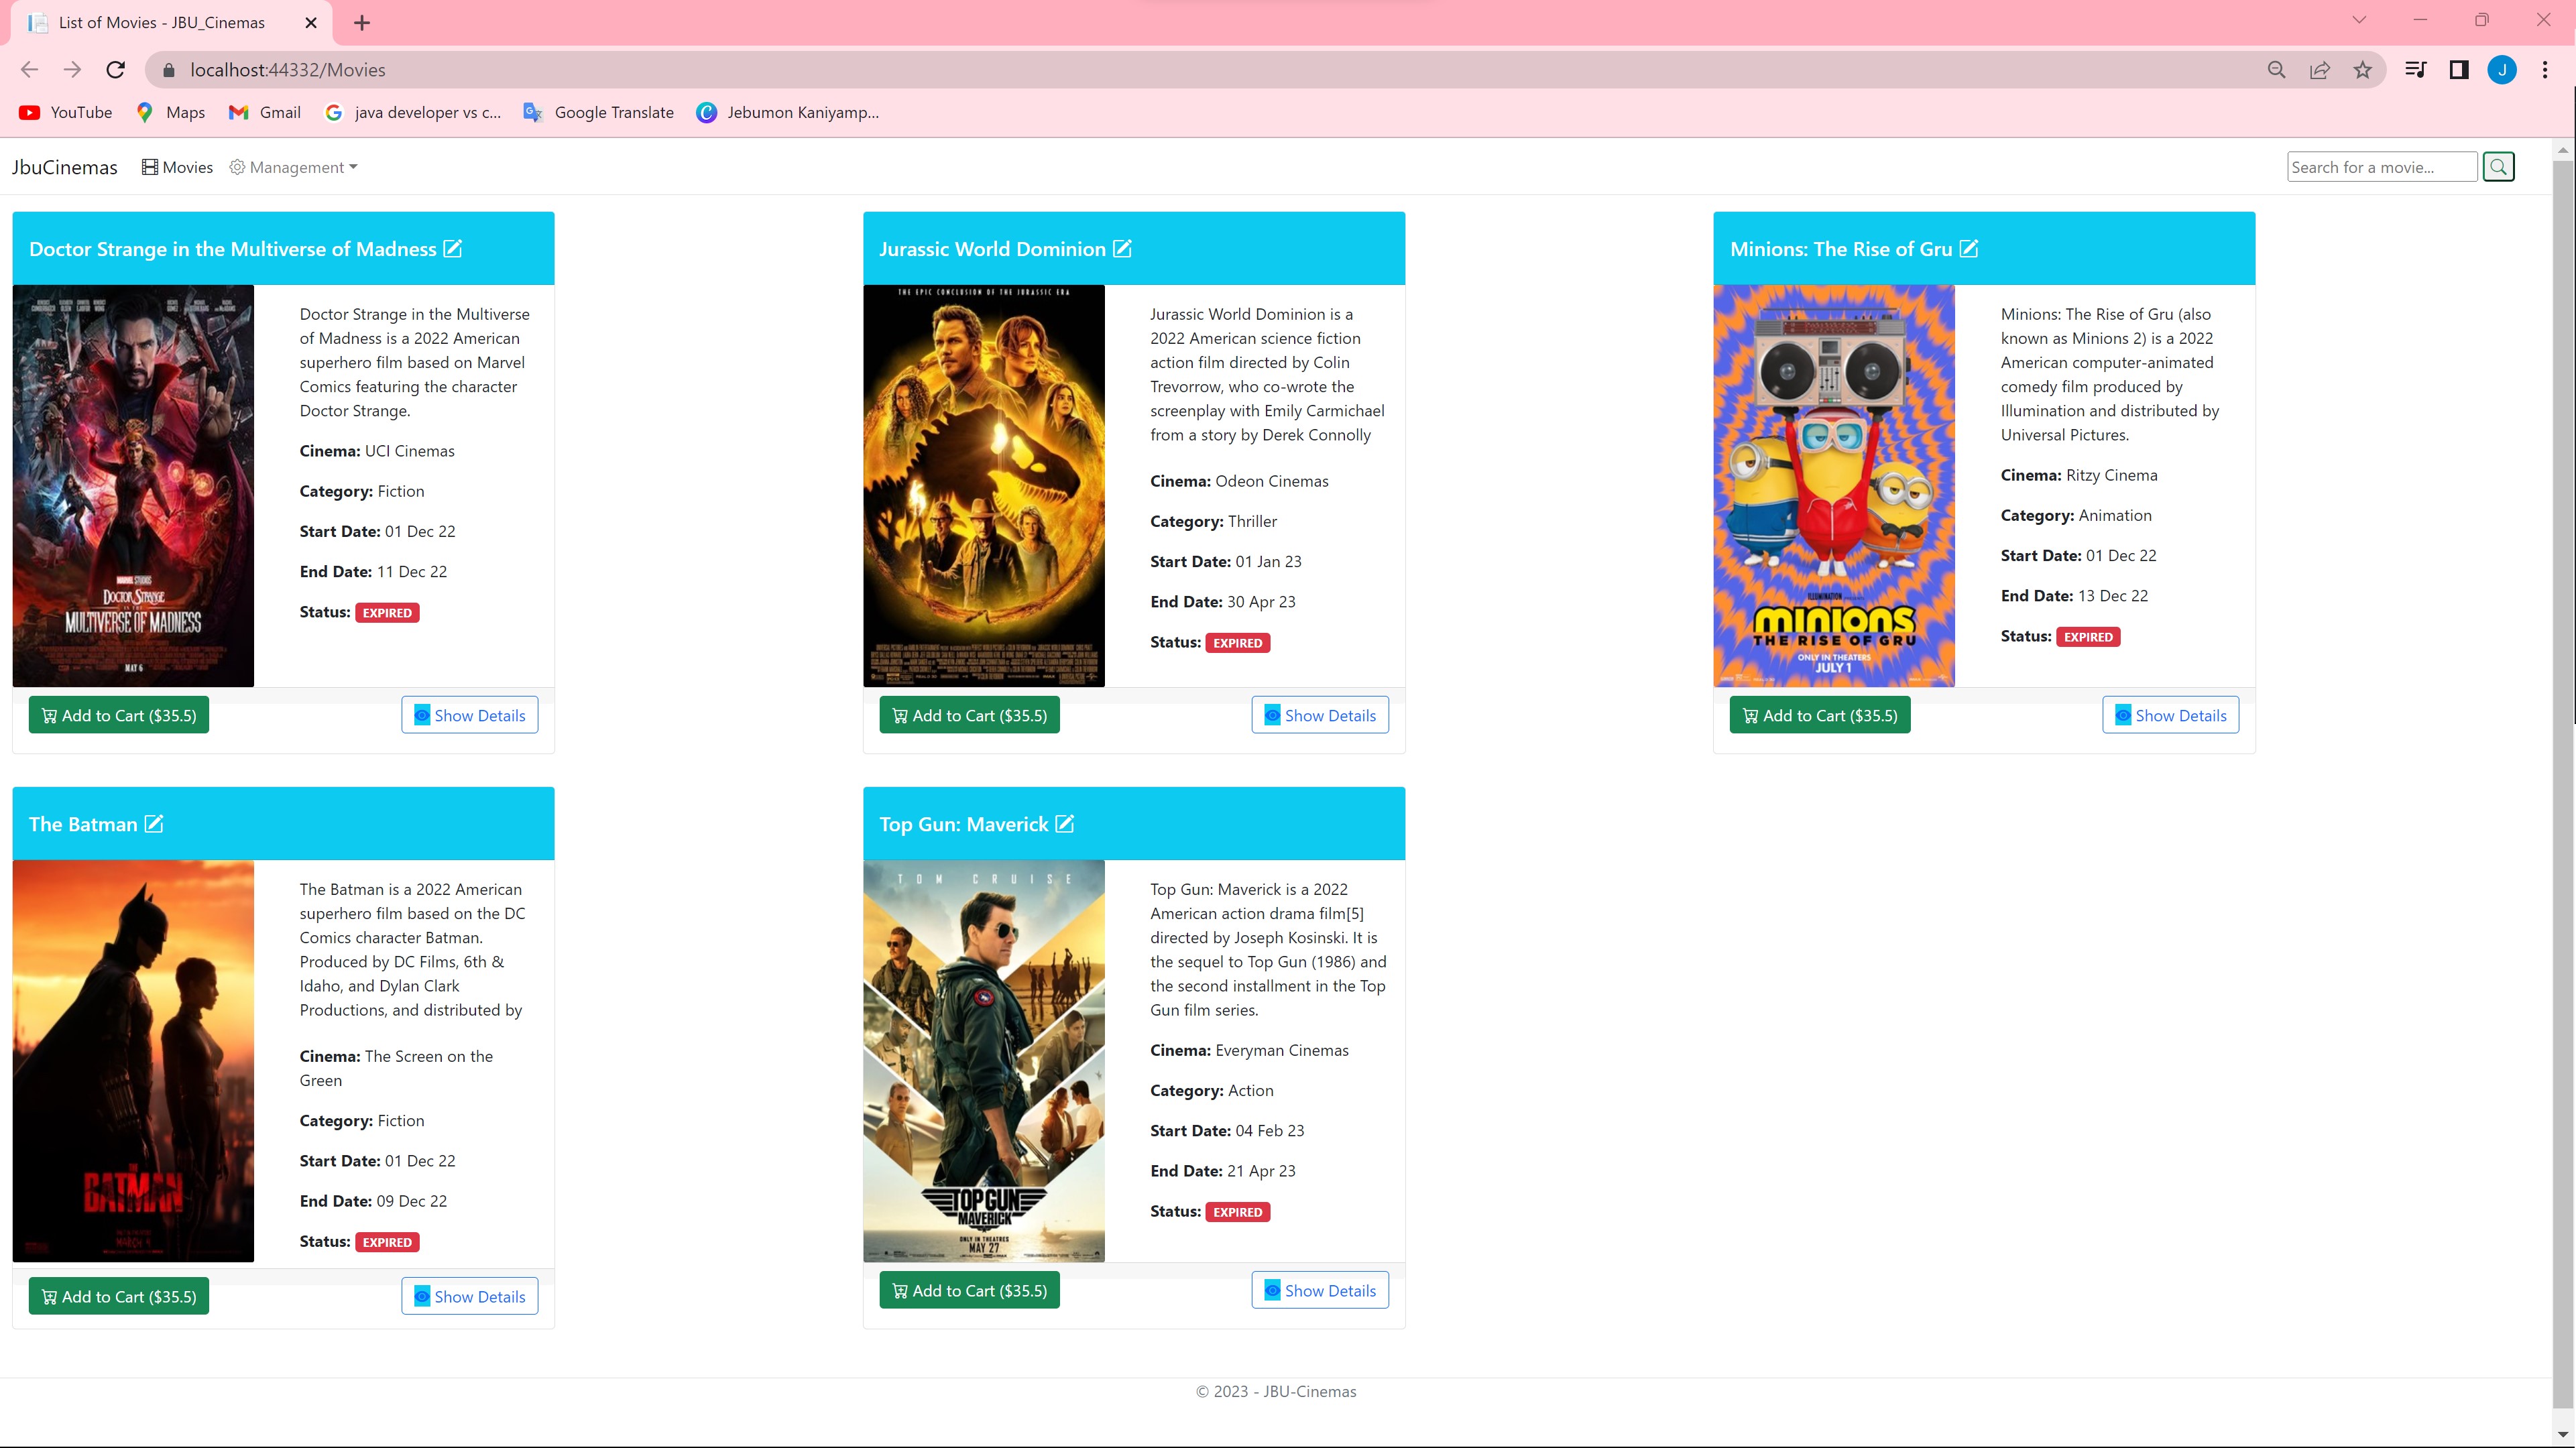 List of Movies - JBU_Cinemas
localhost:44332/Movies
J
YouTube
Maps
Gmail
java developer vs c...
Google Translate
Jebumon Kaniyamp...
JbuCinemas
Movies
Management
Search for a movie...
Doctor Strange in the Multiverse of Madness
Doctor Strange in the Multiverse
of Madness is a 2022 American
superhero film based on Marvel
Comics featuring the character
Doctor Strange.
Cinema: UCI Cinemas
Category: Fiction
Start Date: 01 Dec 22
End Date: 11 Dec 22
Status: EXPIRED
MARVEL STUDIOS
DOCTOR STRANGE
IN THE
MULTIVERSE OF MADNESS
MAY 6
Add to Cart ($35.5)
Show Details
Jurassic World Dominion
THE EPIC CONCLUSION OF THE JURASSIC ERA
Jurassic World Dominion is a
2022 American science fiction
action film directed by Colin
Trevorrow, who co-wrote the
screenplay with Emily Carmichael
from a story by Derek Connolly
Cinema: Odeon Cinemas
Category: Thriller
Start Date: 01 Jan 23
End Date: 30 Apr 23
Status: EXPIRED
Add to Cart ($35.5)
Show Details
Minions: The Rise of Gru
Minions: The Rise of Gru (also
known as Minions 2) is a 2022
American computer-animated
comedy film produced by
Illumination and distributed by
Universal Pictures.
Cinema: Ritzy Cinema
Category: Animation
Start Date: 01 Dec 22
End Date: 13 Dec 22
Status: EXPIRED
ILLUMINATION
minions
THE RISE OF GRU
ONLY IN THEATERS
JULY 1
Add to Cart ($35.5)
Show Details
The Batman
The Batman is a 2022 American
superhero film based on the DC
Comics character Batman.
Produced by DC Films, 6th &
Idaho, and Dylan Clark
Productions, and distributed by
Cinema: The Screen on the
Green
Category: Fiction
Start Date: 01 Dec 22
End Date: 09 Dec 22
Status: EXPIRED
THE
BATMAN
MARCH 4
Add to Cart ($35.5)
Show Details
Top Gun: Maverick
TOM CRUISE
Top Gun: Maverick is a 2022
American action drama film[5]
directed by Joseph Kosinski. It is
the sequel to Top Gun (1986) and
the second installment in the Top
Gun film series.
Cinema: Everyman Cinemas
Category: Action
Start Date: 04 Feb 23
End Date: 21 Apr 23
Status: EXPIRED
TOP GUN
MAVERICK
ONLY IN THEATRES
MAY 27
Add to Cart ($35.5)
Show Details
© 2023 - JBU-Cinemas